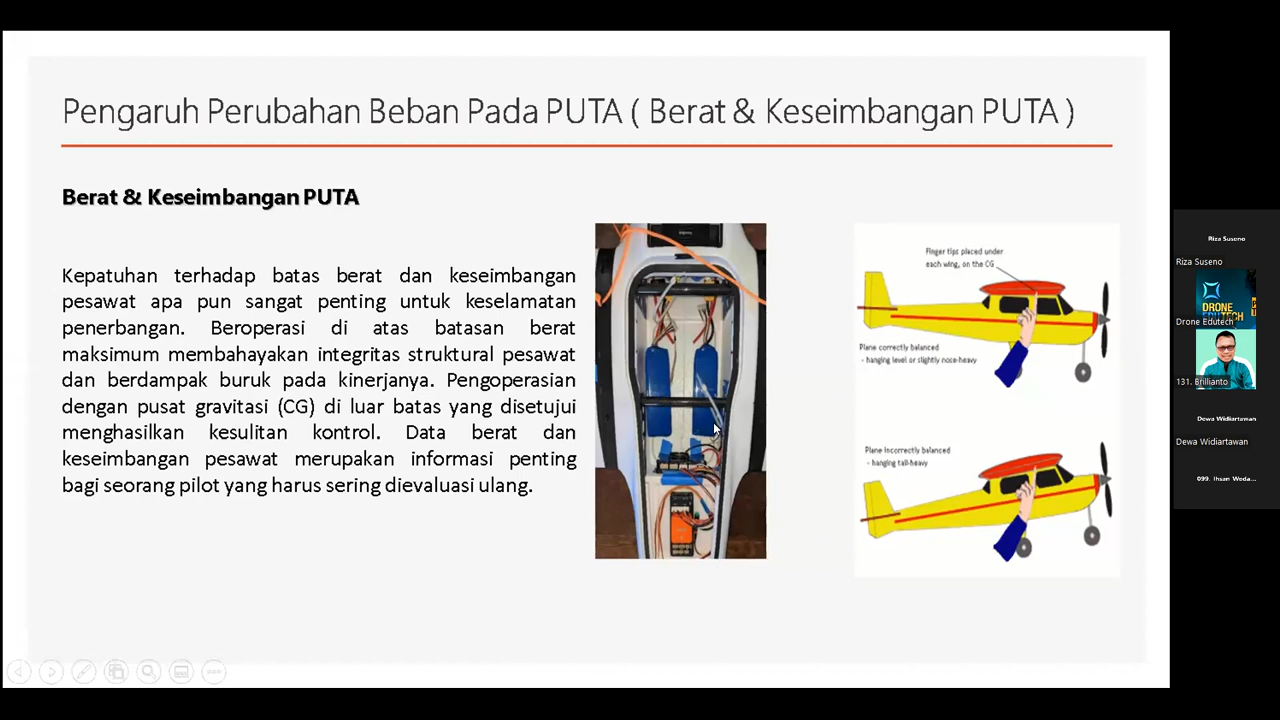 Pengaruh Perubahan Beban Pada PUTA ( Berat & Keseimbangan PUTA )
Berat & Keseimbangan PUTA
Kepatuhan terhadap batas berat dan keseimbangan
pesawat apa pun sangat penting untuk keselamatan
penerbangan. Beroperasi di atas batasan berat
maksimum membahayakan integritas struktural pesawat
dan berdampak buruk pada kinerjanya. Pengoperasian
dengan pusat gravitasi (CG) di luar batas yang disetujui
menghasilkan kesulitan kontrol. Data berat dan
keseimbangan pesawat merupakan informasi penting
bagi seorang pilot yang harus sering dievaluasi ulang.
Finger tips placed under
each wing, on the CG
Plane correctly balanced
- hanging level or slightly nose-heavy
Plane incorrectly balanced
- hanging tail-heavy
Riza Suseno
Riza Suseno
DRONE
EDUTECH
Drone Edutech
131. Brilianto
Dewa Widiartawan
Dewa Widiartawan
099. Ihsan Weda...